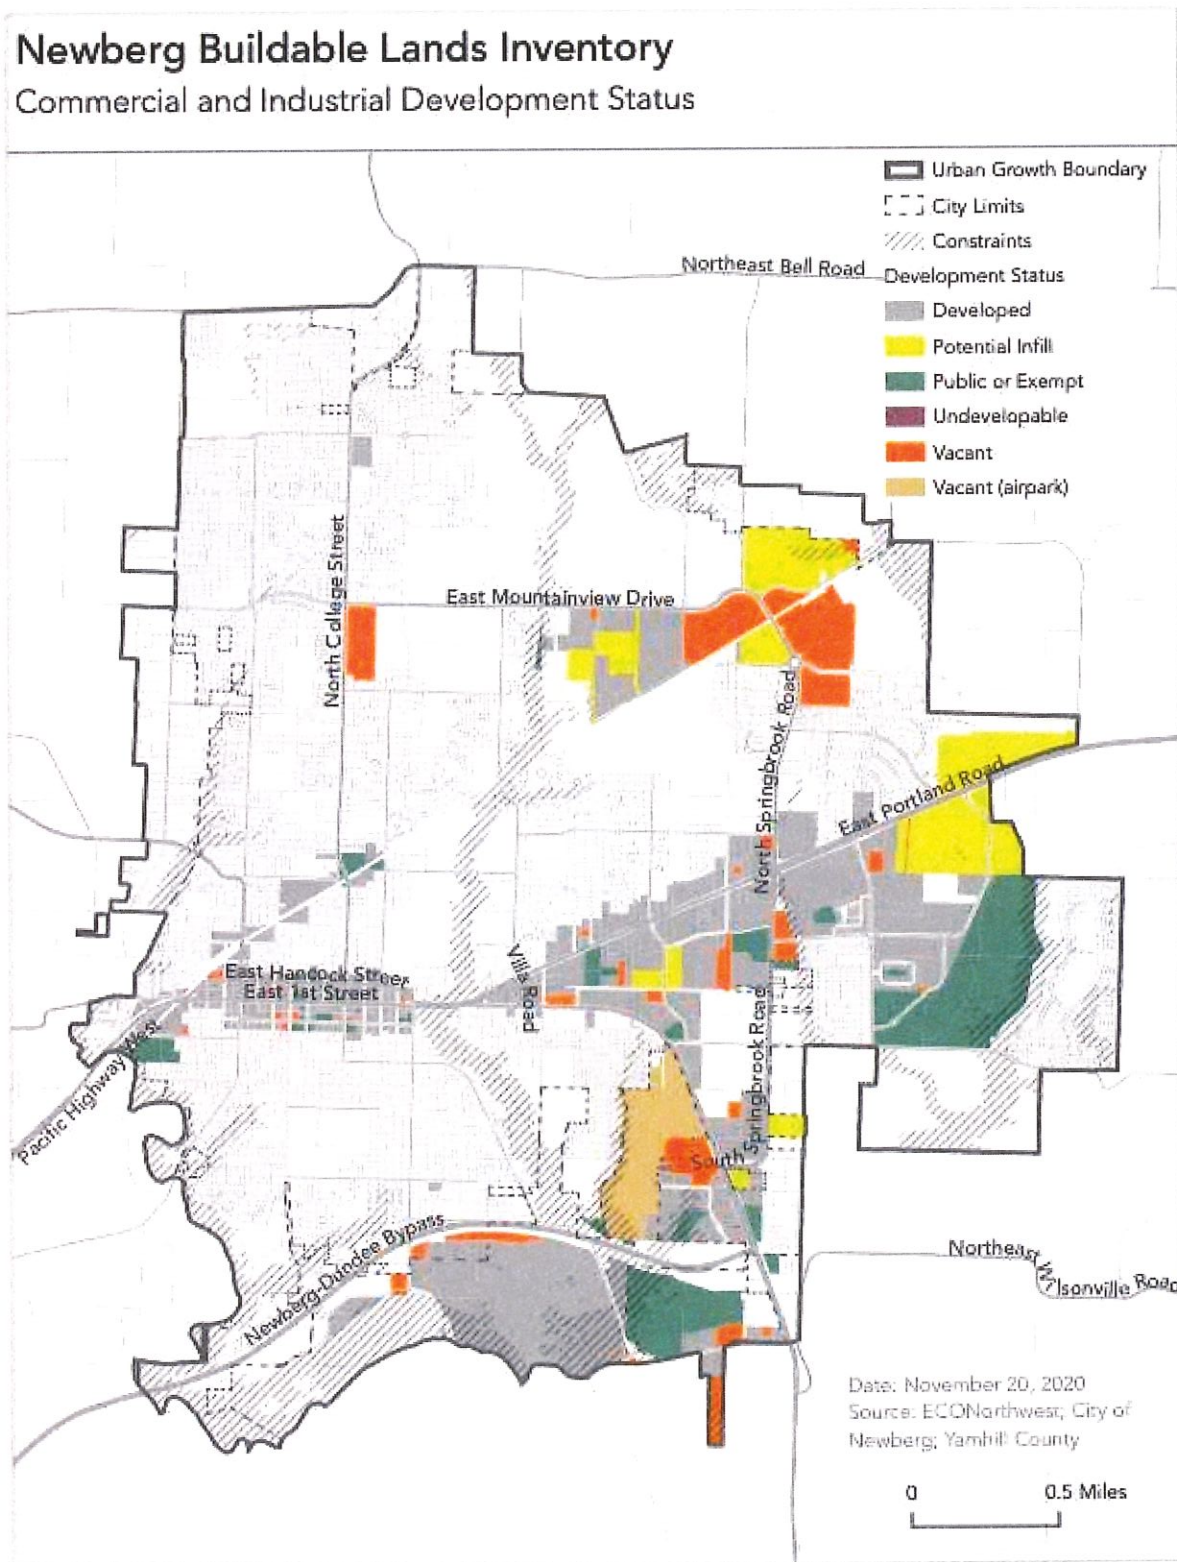 Newberg Buildable Lands Inventory
Commercial and Industrial Development Status
Urban Growth Boundary
City Limits
Constraints
Development Status
Developed
Potential Infill
Public or Exempt
Undevelopable
Vacant
Vacant (airpark)
Northeast Bell Road
North College Street
East Mountainview Drive
North Springbrook Road
East Portland Road
East Hancock Street
East 1st Street
Villa Road
Pacific Highway West
South Springbrook Road
Newberg-Dundee Bypass
Northeast Wilsonville Road
Date: November 20, 2020
Source: ECONorthwest; City of
Newberg; Yamhill County
0 0.5 Miles